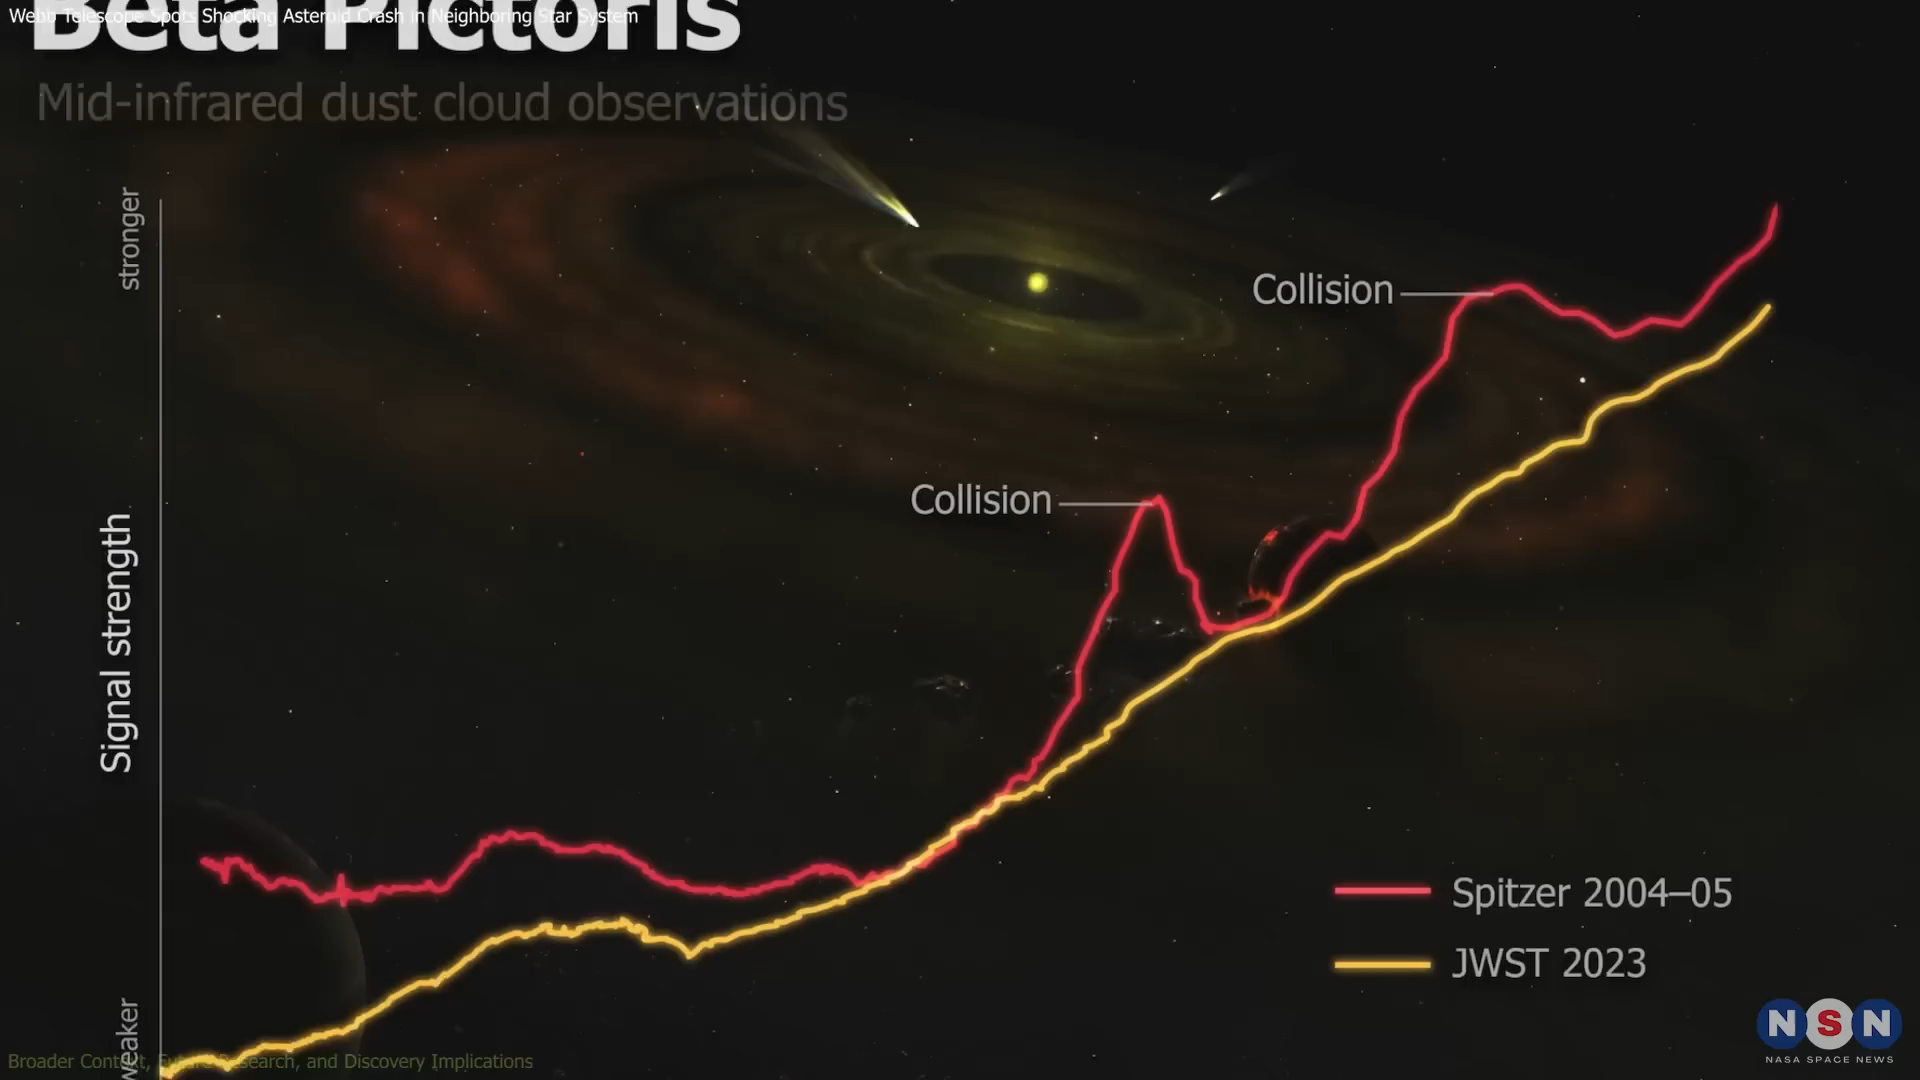 Webb Telescope Spots Shocking Asteroid Crash in Neighboring Star System
Beta Pictoris
Mid-infrared dust cloud observations
stronger
Collision
Collision
Signal strength
Spitzer 2004–05
JWST 2023
weaker
Broader Context, Future Research, and Discovery Implications
NSN
NASA SPACE NEWS